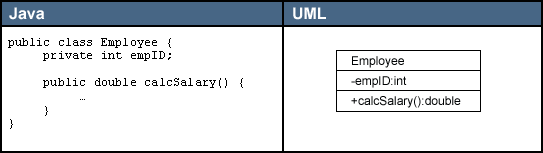 Java
public class Employee {
private int empID;
public double calcSalary() {
…
}
}
UML
Employee
-empID:int
+calcSalary():double